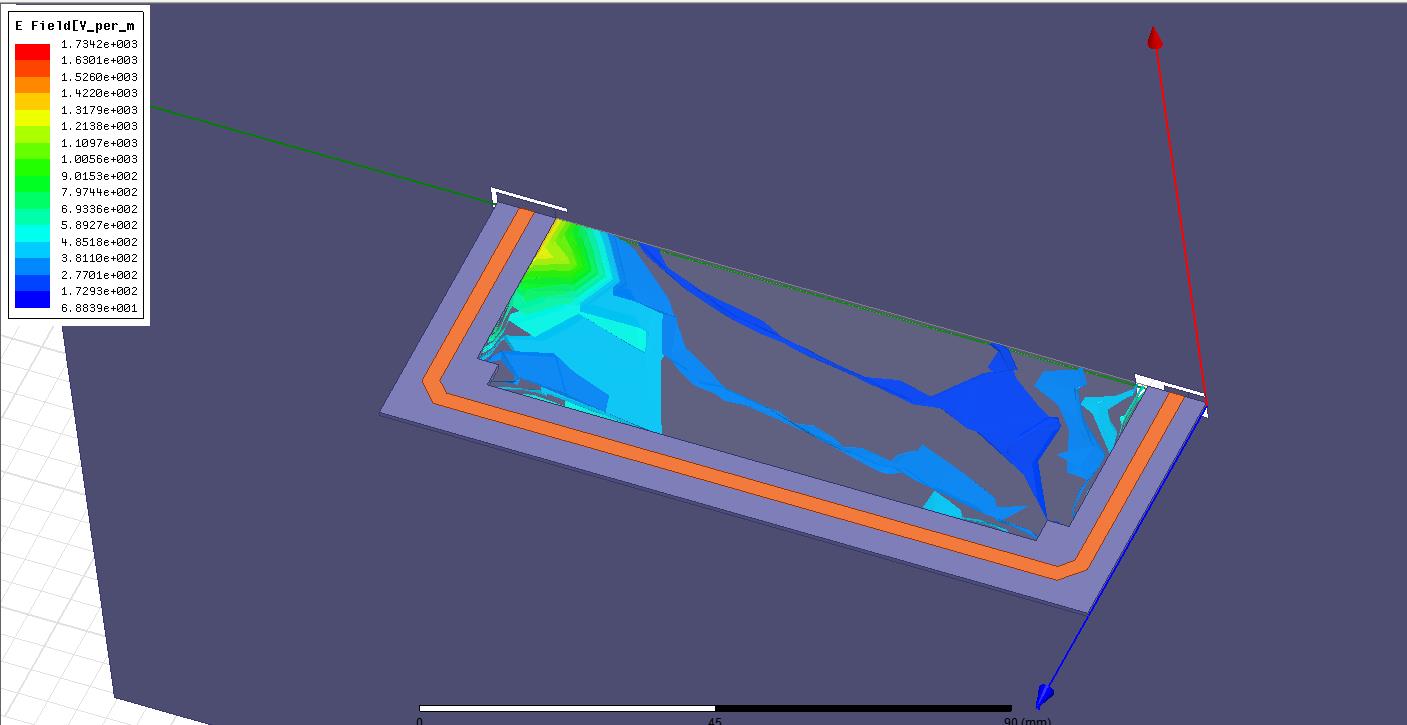 E Field[V_per_m
1.7342e+003
1.6301e+003
1.5260e+003
1.4220e+003
1.3179e+003
1.2138e+003
1.1097e+003
1.0056e+003
9.0153e+002
7.9744e+002
6.9336e+002
5.8927e+002
4.8518e+002
3.8110e+002
2.7701e+002
1.7293e+002
6.8839e+001
0 45 90 (mm)